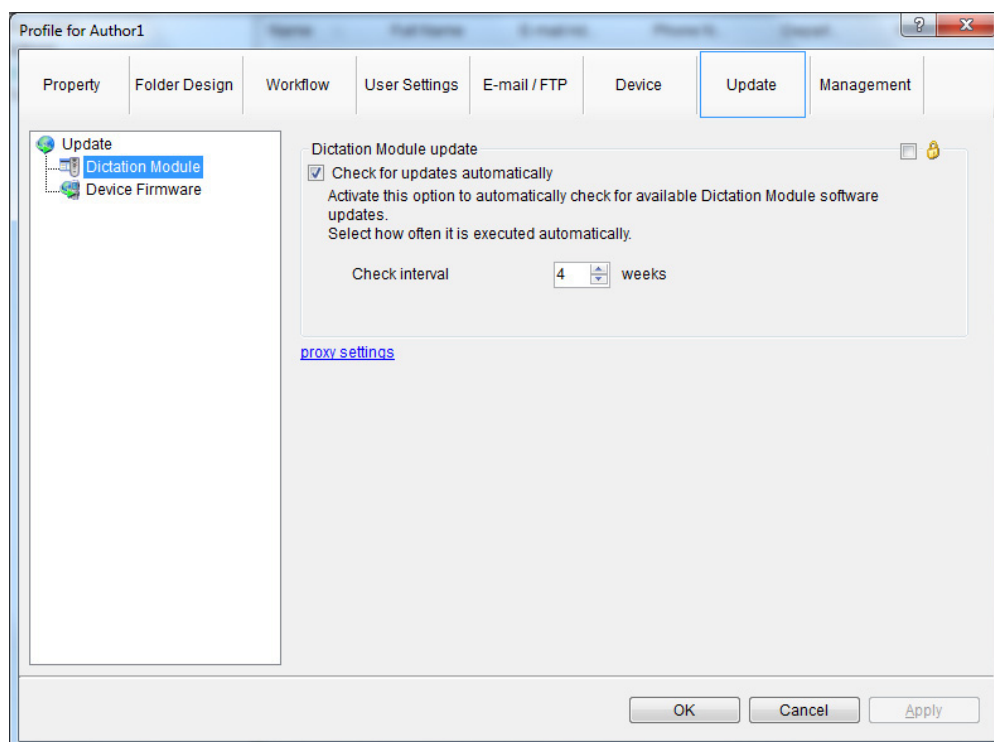 Profile for Author1
Property
Folder Design
Workflow
User Settings
E-mail / FTP
Device
Update
Management
Update
Dictation Module
Device Firmware
Dictation Module update
Check for updates automatically
Activate this option to automatically check for available Dictation Module software
updates.
Select how often it is executed automatically.
Check interval 4 weeks
proxy settings
OK
Cancel
Apply